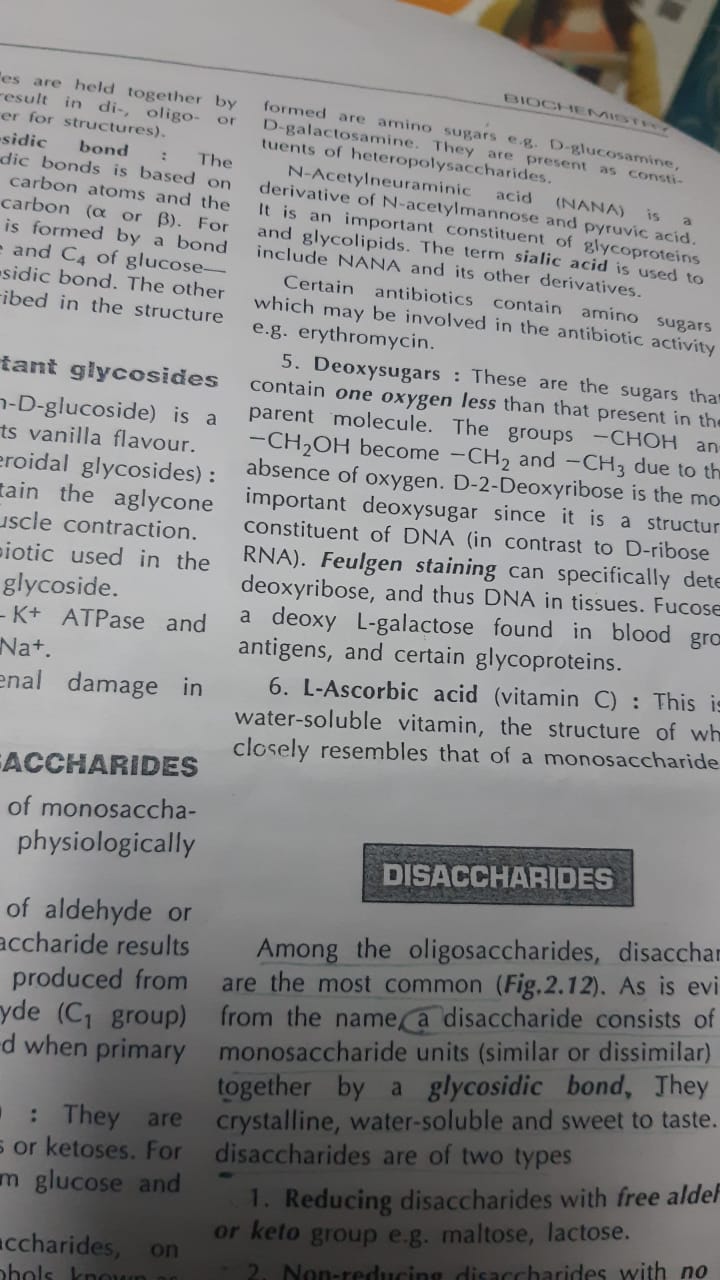 BIOCHEMISTRY
es are held together by
result in di-, oligo- or
er for structures).
sidic bond : The
dic bonds is based on
carbon atoms and the
carbon (α or β). For
is formed by a bond
and C₄ of glucose—
sidic bond. The other
ibed in the structure
tant glycosides
-D-glucoside) is a
ts vanilla flavour.
eroidal glycosides) :
tain the aglycone
uscle contraction.
iotic used in the
glycoside.
- K⁺ ATPase and
Na⁺.
enal damage in
SACCHARIDES
of monosaccha-
physiologically
of aldehyde or
accharide results
produced from
yde (C₁ group)
d when primary
) : They are
s or ketoses. For
m glucose and
accharides, on
formed are amino sugars e.g. D-glucosamine,
D-galactosamine. They are present as consti-
tuents of heteropolysaccharides.
N-Acetylneuraminic acid (NANA) is a
derivative of N-acetylmannose and pyruvic acid.
It is an important constituent of glycoproteins
and glycolipids. The term sialic acid is used to
include NANA and its other derivatives.
Certain antibiotics contain amino sugars
which may be involved in the antibiotic activity
e.g. erythromycin.
5. Deoxysugars : These are the sugars tha
contain one oxygen less than that present in the
parent molecule. The groups −CHOH an
−CH₂OH become −CH₂ and −CH₃ due to th
absence of oxygen. D-2-Deoxyribose is the mo
important deoxysugar since it is a structur
constituent of DNA (in contrast to D-ribose
RNA). Feulgen staining can specifically dete
deoxyribose, and thus DNA in tissues. Fucose
a deoxy L-galactose found in blood gro
antigens, and certain glycoproteins.
6. L-Ascorbic acid (vitamin C) : This is
water-soluble vitamin, the structure of wh
closely resembles that of a monosaccharide
DISACCHARIDES
Among the oligosaccharides, disacchar
are the most common (Fig.2.12). As is evi
from the name, a disaccharide consists of
monosaccharide units (similar or dissimilar)
together by a glycosidic bond. They
crystalline, water-soluble and sweet to taste.
disaccharides are of two types
1. Reducing disaccharides with free aldeh
or keto group e.g. maltose, lactose.
2. Non-reducing disaccharides with no